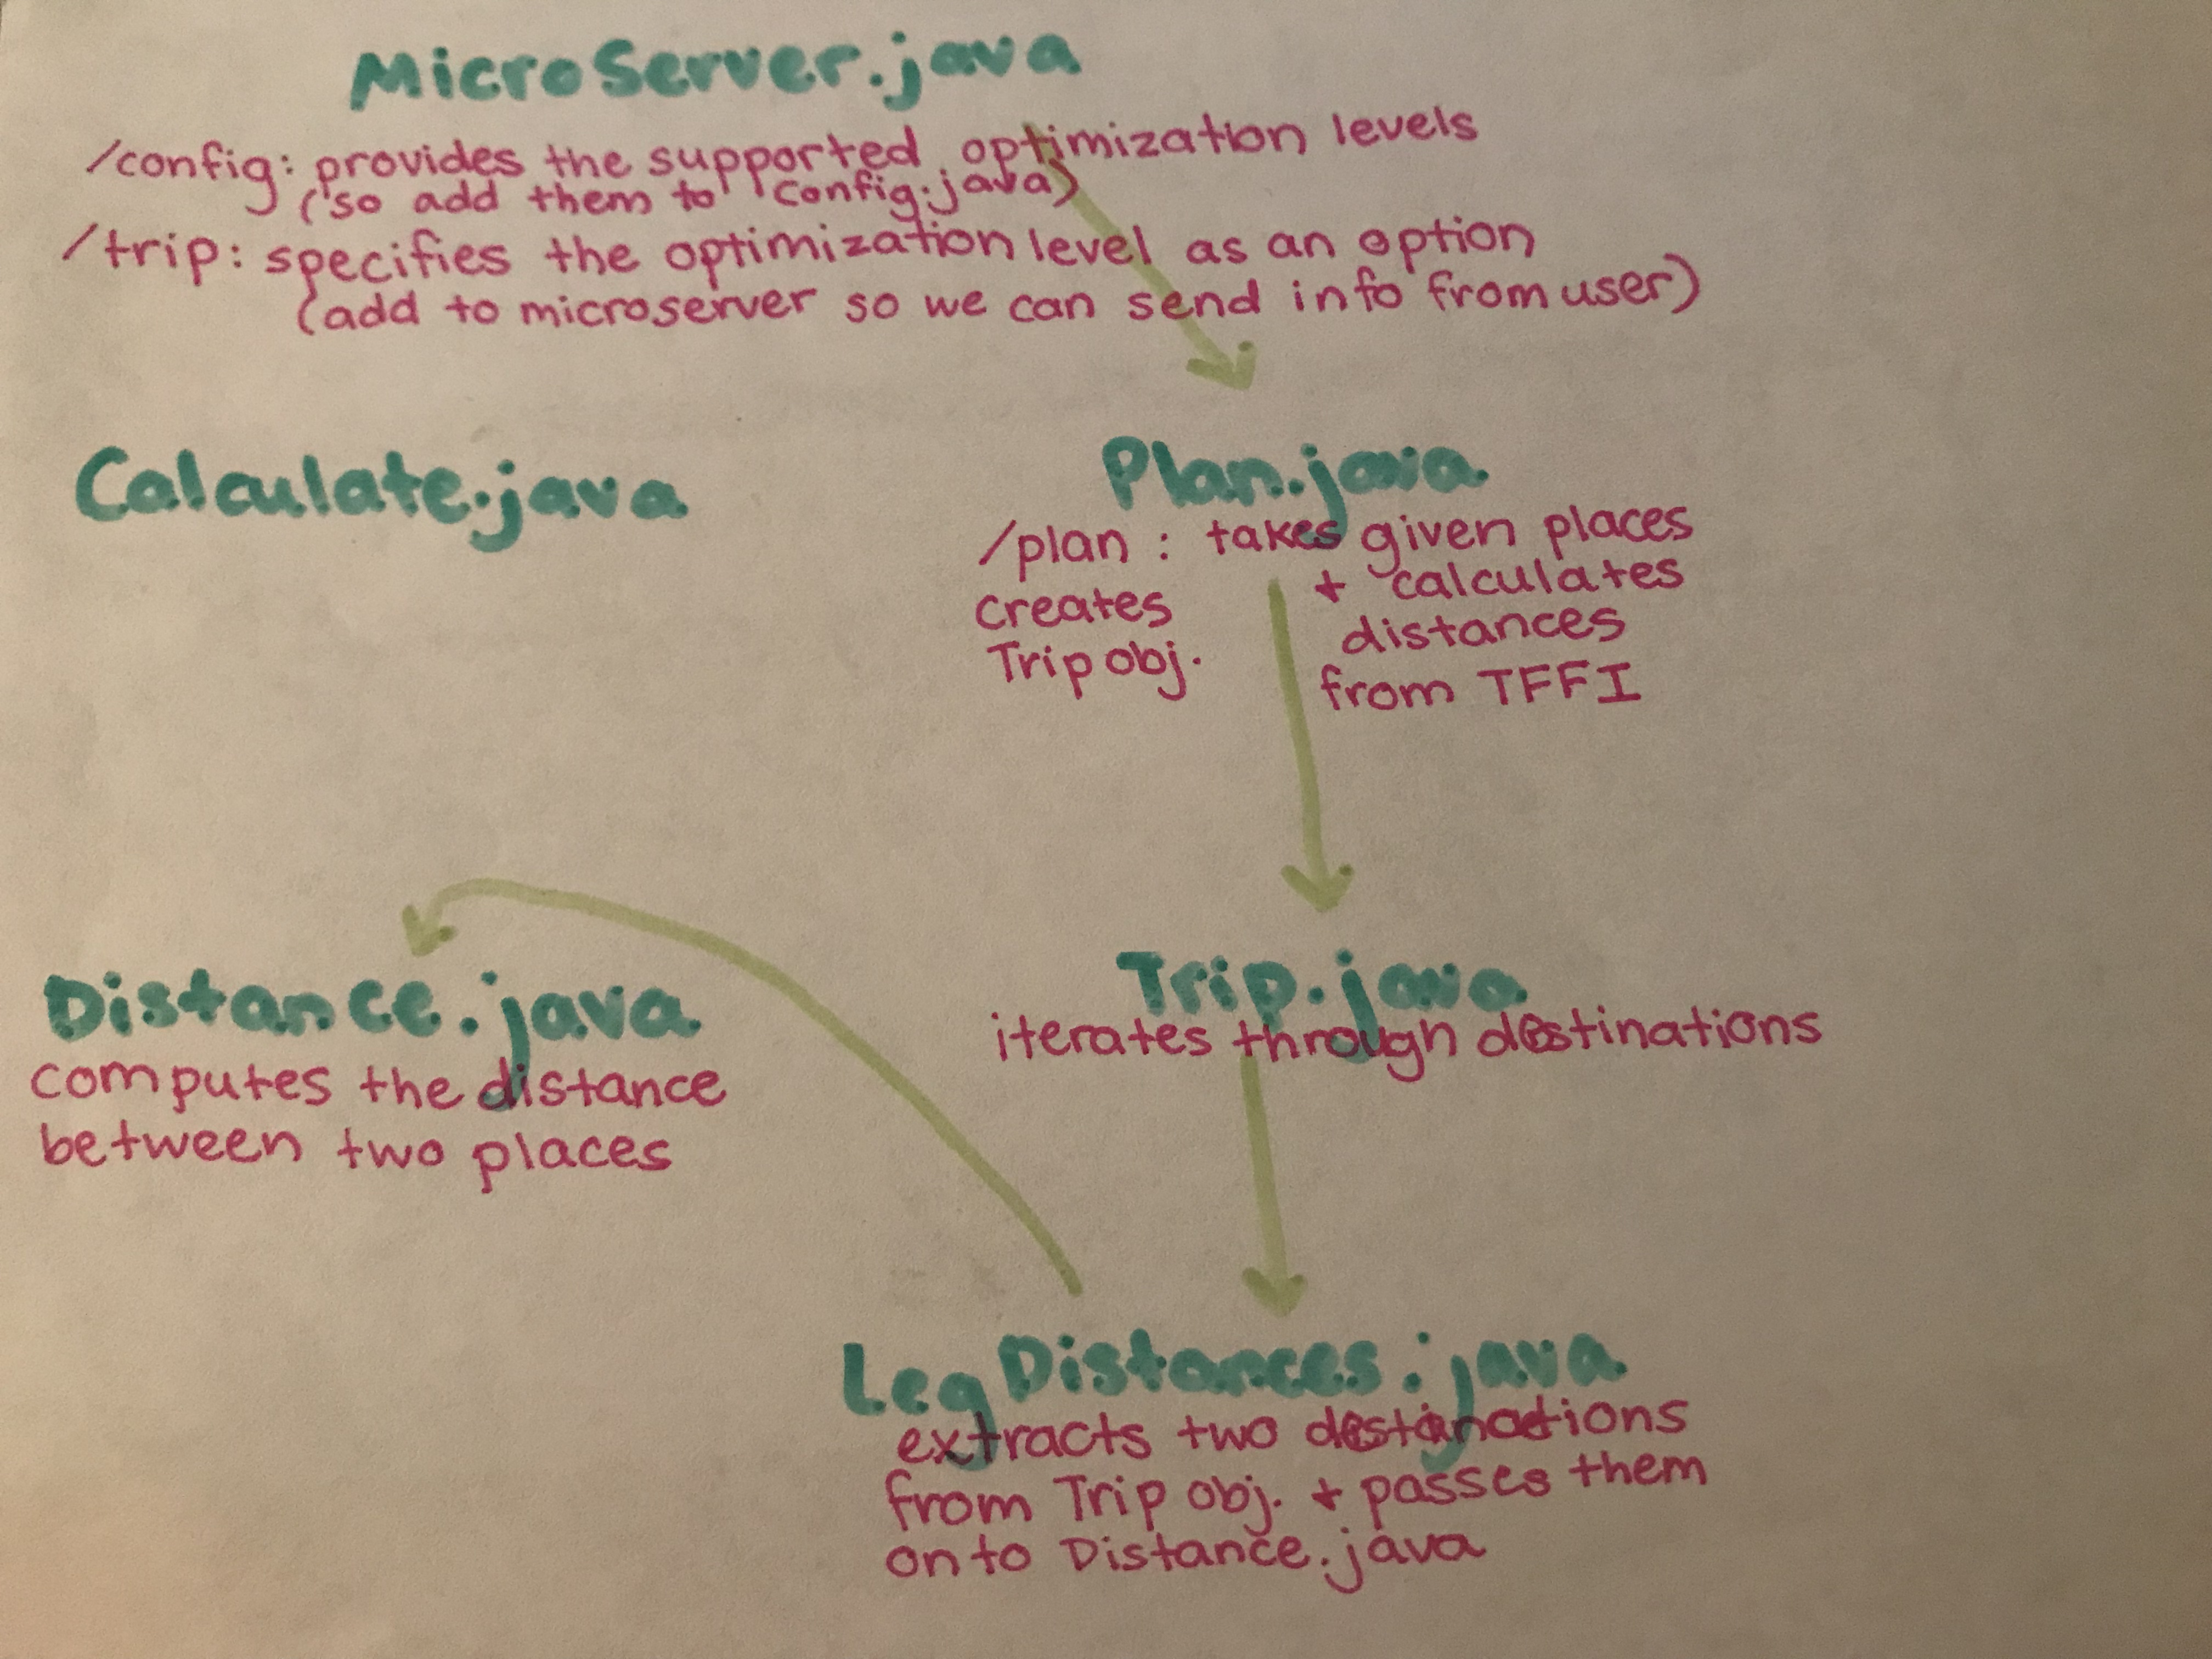 MicroServer.java
/config: provides the supported optimization levels
(so add them to config.java)
/trip: specifies the optimization level as an option
(add to microserver so we can send info from user)
Calculate.java
Plan.java
/plan: takes given places
creates + calculates
Trip obj. distances
from TFFI
Distance.java
computes the distance
between two places
Trip.java
iterates through destinations
LegDistances.java
extracts two destinations
from Trip obj. + passes them
onto Distance.java